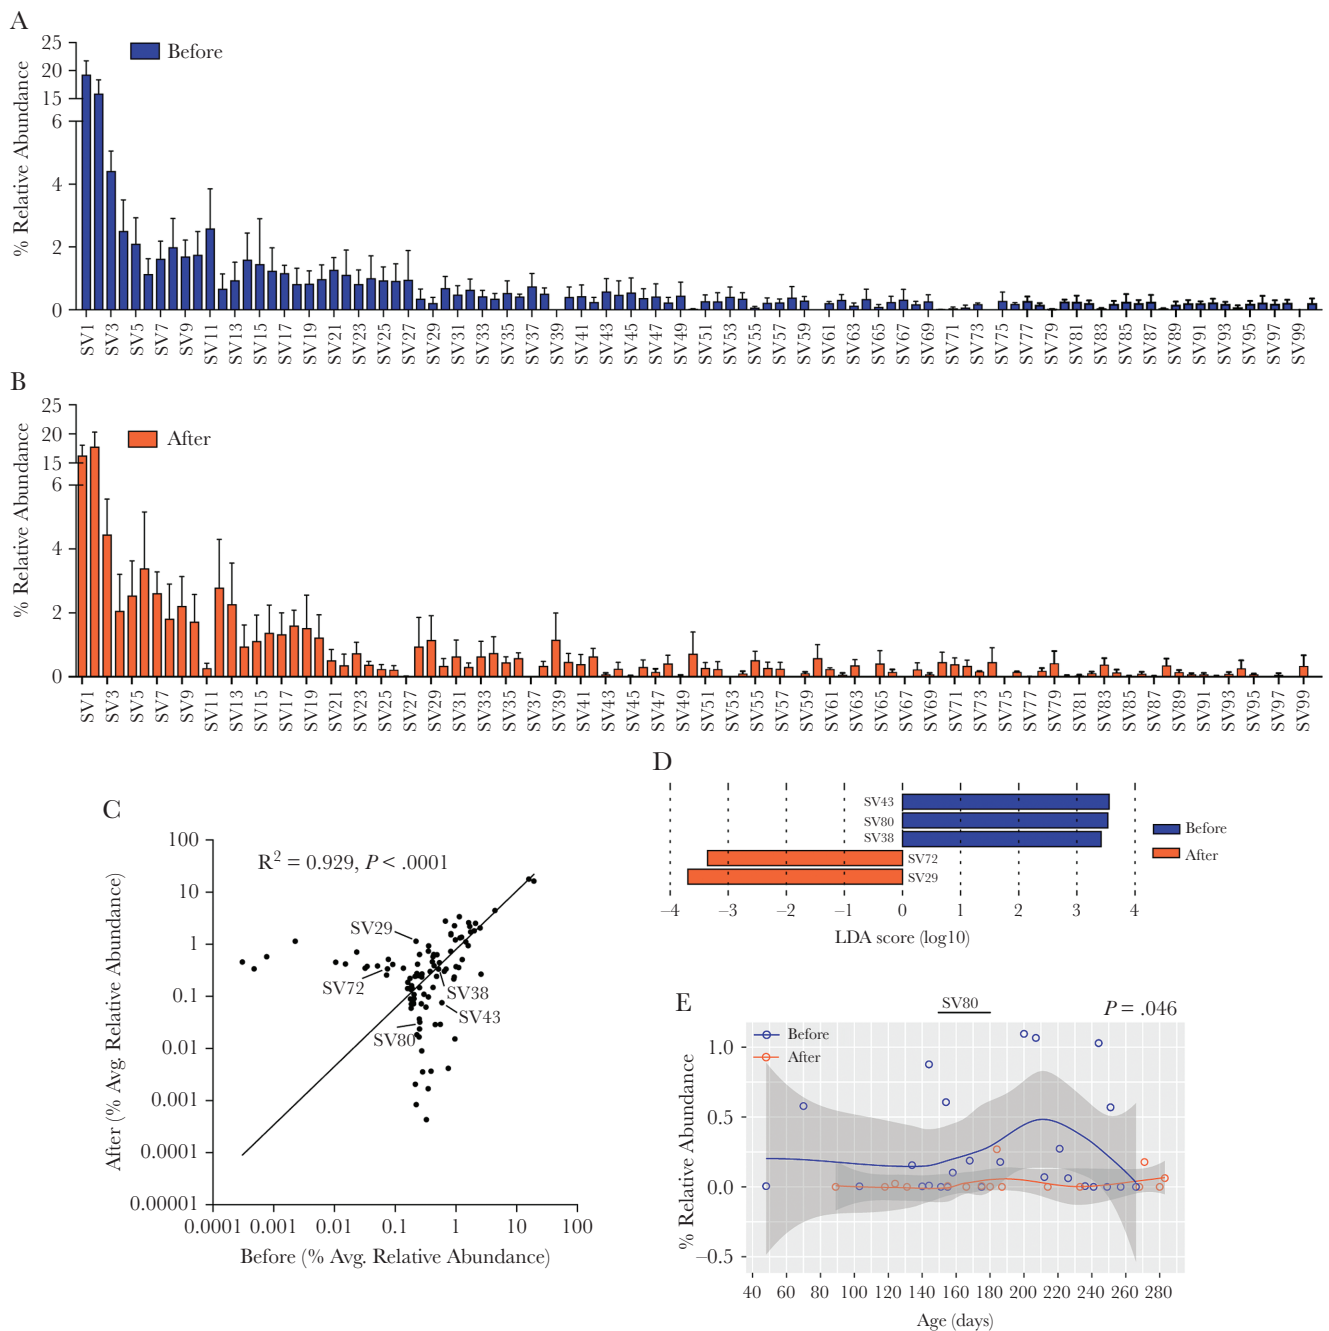 A
% Relative Abundance
25
20
15
6
4
2
0
Before
SV1 SV3 SV5 SV7 SV9 SV11 SV13 SV15 SV17 SV19 SV21 SV23 SV25 SV27 SV29 SV31 SV33 SV35 SV37 SV39 SV41 SV43 SV45 SV47 SV49 SV51 SV53 SV55 SV57 SV59 SV61 SV63 SV65 SV67 SV69 SV71 SV73 SV75 SV77 SV79 SV81 SV83 SV85 SV87 SV89 SV91 SV93 SV95 SV97 SV99
B
% Relative Abundance
25
20
15
6
4
2
0
After
SV1 SV3 SV5 SV7 SV9 SV11 SV13 SV15 SV17 SV19 SV21 SV23 SV25 SV27 SV29 SV31 SV33 SV35 SV37 SV39 SV41 SV43 SV45 SV47 SV49 SV51 SV53 SV55 SV57 SV59 SV61 SV63 SV65 SV67 SV69 SV71 SV73 SV75 SV77 SV79 SV81 SV83 SV85 SV87 SV89 SV91 SV93 SV95 SV97 SV99
C
After (% Avg. Relative Abundance)
100
10
1
0.1
0.01
0.001
0.0001
0.00001
R2 = 0.929, P < .0001
SV29
SV72
SV38
SV43
SV80
0.0001 0.001 0.01 0.1 1 10 100
Before (% Avg. Relative Abundance)
D
SV43
SV80
SV38
SV72
SV29
Before
After
–4 –3 –2 –1 0 1 2 3 4
LDA score (log10)
E
SV80
P = .046
Before
After
% Relative Abundance
1.0
0.5
0.0
–0.5
40 60 80 100 120 140 160 180 200 220 240 260 280
Age (days)